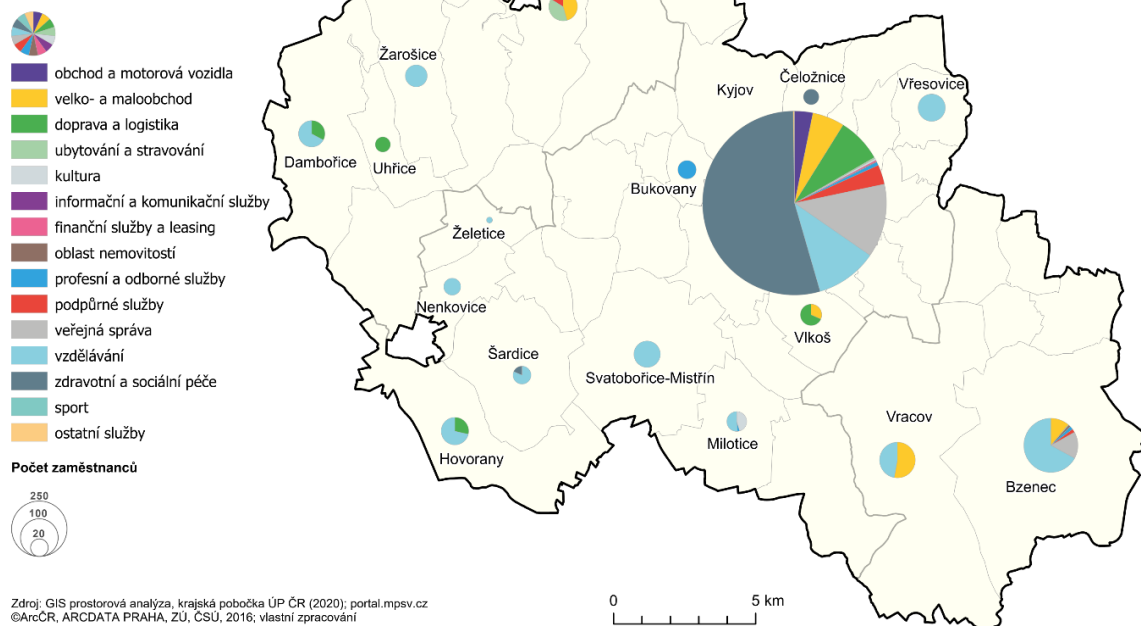 obchod a motorová vozidla
velko- a maloobchod
doprava a logistika
ubytování a stravování
kultura
informační a komunikační služby
finanční služby a leasing
oblast nemovitostí
profesní a odborné služby
podpůrné služby
veřejná správa
vzdělávání
zdravotní a sociální péče
sport
ostatní služby
Počet zaměstnanců
250
100
20
Žarošice
Dambořice
Uhřice
Kyjov
Čeložnice
Vřesovice
Bukovany
Želetice
Nenkovice
Vlkoš
Šardice
Svatobořice-Mistřín
Hovorany
Milotice
Vracov
Bzenec
Zdroj: GIS prostorová analýza, krajská pobočka ÚP ČR (2020); portal.mpsv.cz
©ArcČR, ARCDATA PRAHA, ZÚ, ČSÚ, 2016; vlastní zpracování
0 5 km